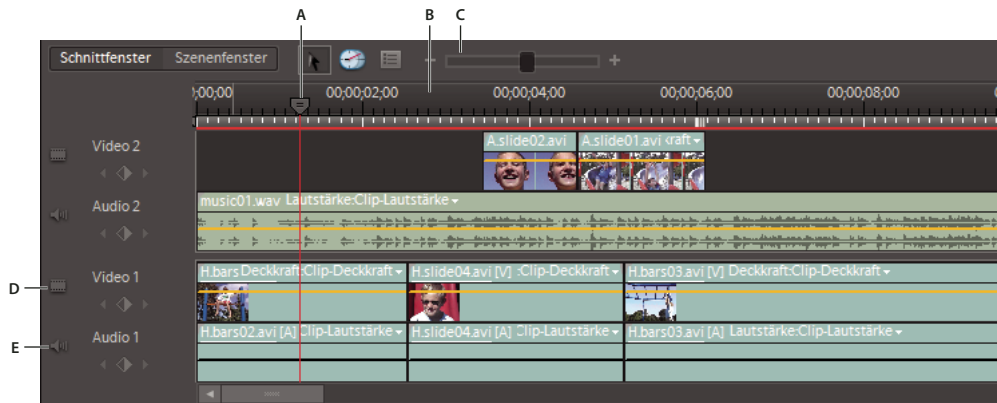 A
B
C
Schnittfenster Szenenfenster
;00;00 00;00;02;00 00;00;04;00 00;00;06;00 00;00;08;00 0
Video 2
A.slide02.avi A.slide01.avi :kraft
Audio 2
music01.wav Lautstärke:Clip-Lautstärke
Video 1
H.bars Deckkraft:Clip-Deckkraft H.slide04.avi [V] :Clip-Deckkraft H.bars03.avi [V] Deckkraft:Clip-Deckkraft
D
Audio 1
H.bars02.avi [A] Clip-Lautstärke H.slide04.avi [A] Clip-Lautstärke H.bars03.avi [A] Lautstärke:Clip-Lautstärke
E